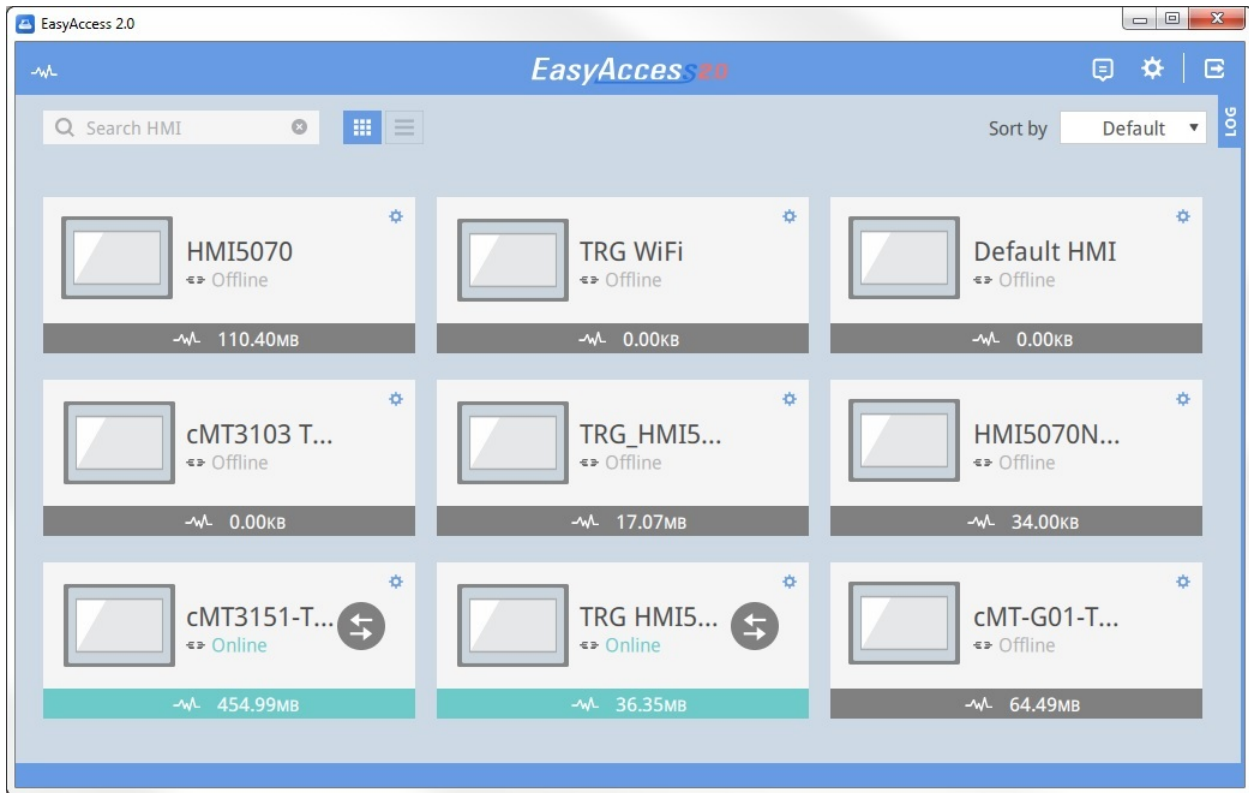 EasyAccess 2.0
EasyAccess2.0
Search HMI
Sort by Default
LOG
HMI5070
Offline
110.40MB
TRG WiFi
Offline
0.00KB
Default HMI
Offline
0.00KB
cMT3103 T...
Offline
0.00KB
TRG_HMI5...
Offline
17.07MB
HMI5070N...
Offline
34.00KB
cMT3151-T...
Online
454.99MB
TRG HMI5...
Online
36.35MB
cMT-G01-T...
Offline
64.49MB